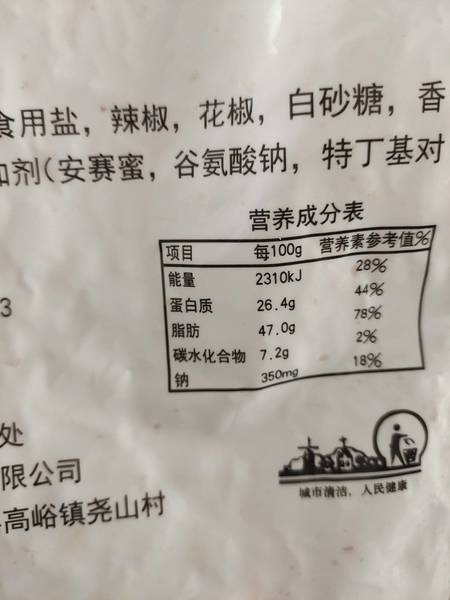 食用盐，辣椒，花椒，白砂糖，香
加剂(安赛蜜，谷氨酸钠，特丁基对
营养成分表
项目 每100g 营养素参考值%
能量 2310kJ 28%
蛋白质 26.4g 44%
脂肪 47.0g 78%
碳水化合物 7.2g 2%
钠 350mg 18%
3
处
限公司
高峪镇尧山村
城市清洁，人民健康